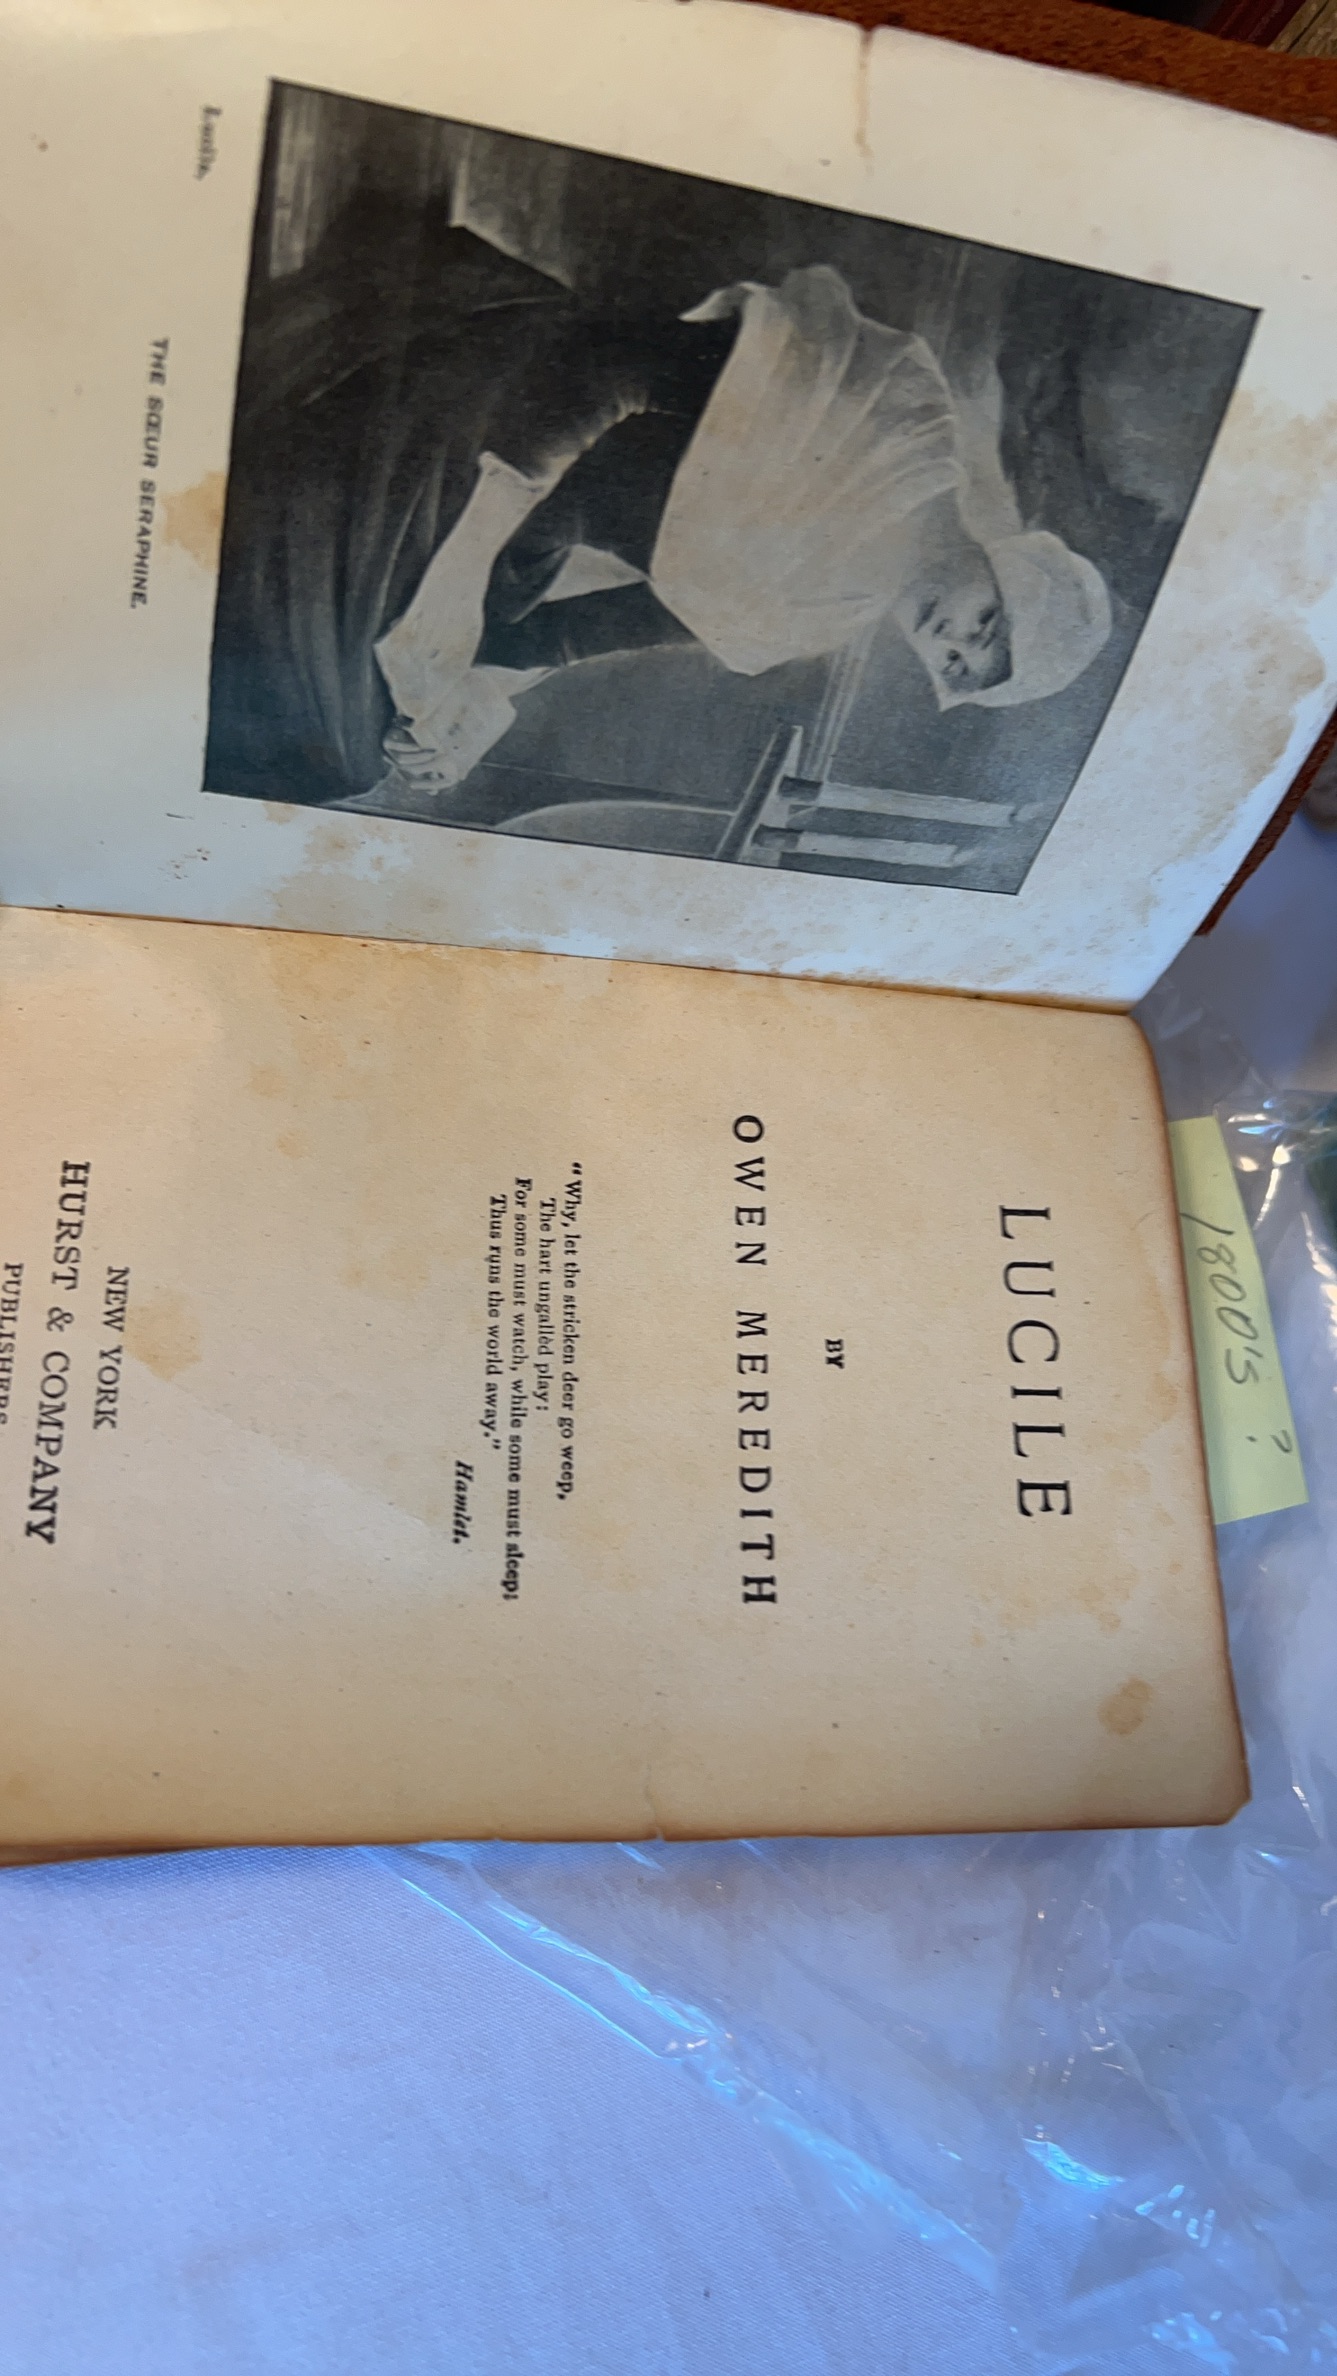 Lucile.
THE SŒUR SERAPHINE.
1800's ?
LUCILE
BY
OWEN MEREDITH
"Why, let the stricken deer go weep,
The hart ungallèd play:
For some must watch, while some must sleep;
Thus runs the world away."
Hamlet.
NEW YORK
HURST & COMPANY
PUBLISHERS